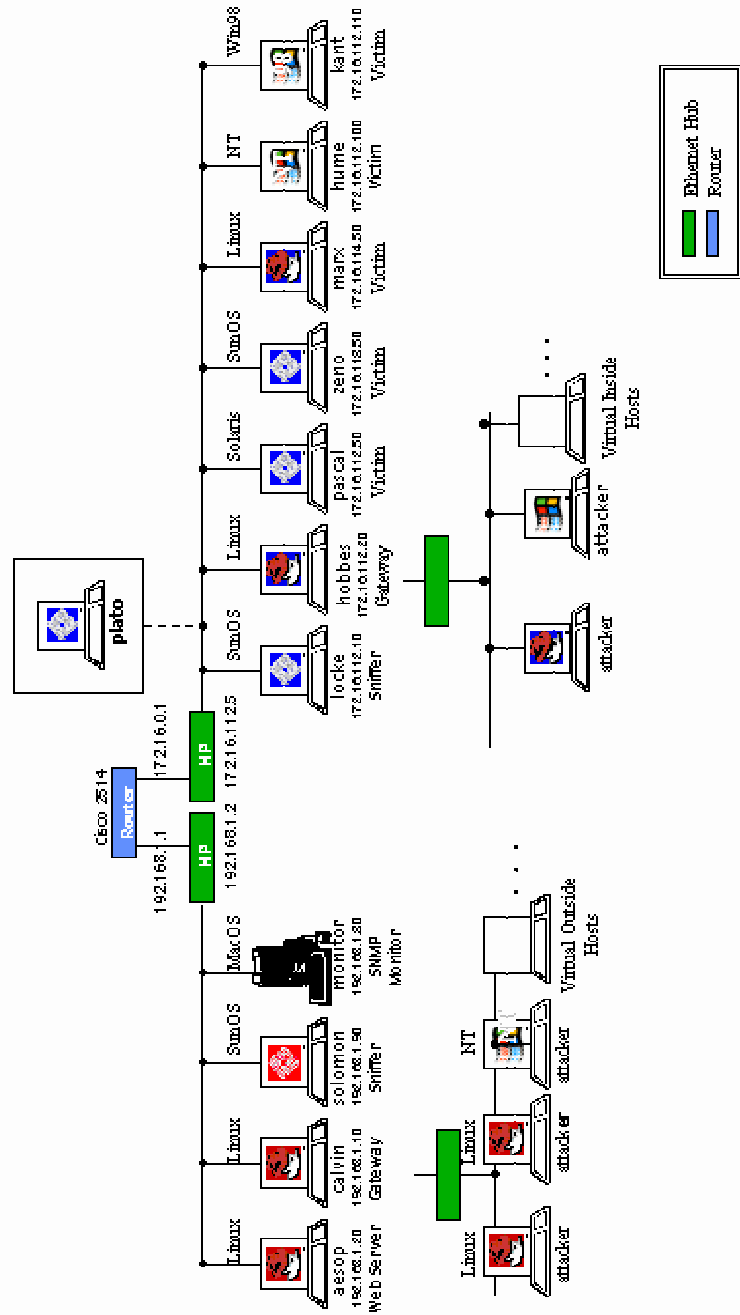 plato
Cisco 2514
Router
192.168.1.1
172.16.0.1
HP
HP
192.168.1.2
172.16.112.5
Linux
aesop
192.168.1.20
Web Server
Linux
calvin
192.168.1.10
Gateway
SunOS
solomon
192.168.1.90
Sniffer
MacOS
monitor
192.168.1.30
SNMP
Monitor
SunOS
locke
172.16.112.10
Sniffer
Linux
hobbes
172.16.112.20
Gateway
Solaris
pascal
172.16.112.50
Victim
SunOS
zeno
172.16.113.50
Victim
Linux
marx
172.16.114.50
Victim
NT
hume
172.16.112.100
Victim
Win98
kant
172.16.112.110
Victim
Linux
attacker
Linux
attacker
NT
attacker
Virtual Outside
Hosts
. . .
attacker
attacker
Virtual Inside
Hosts
. . .
Ethernet Hub
Router